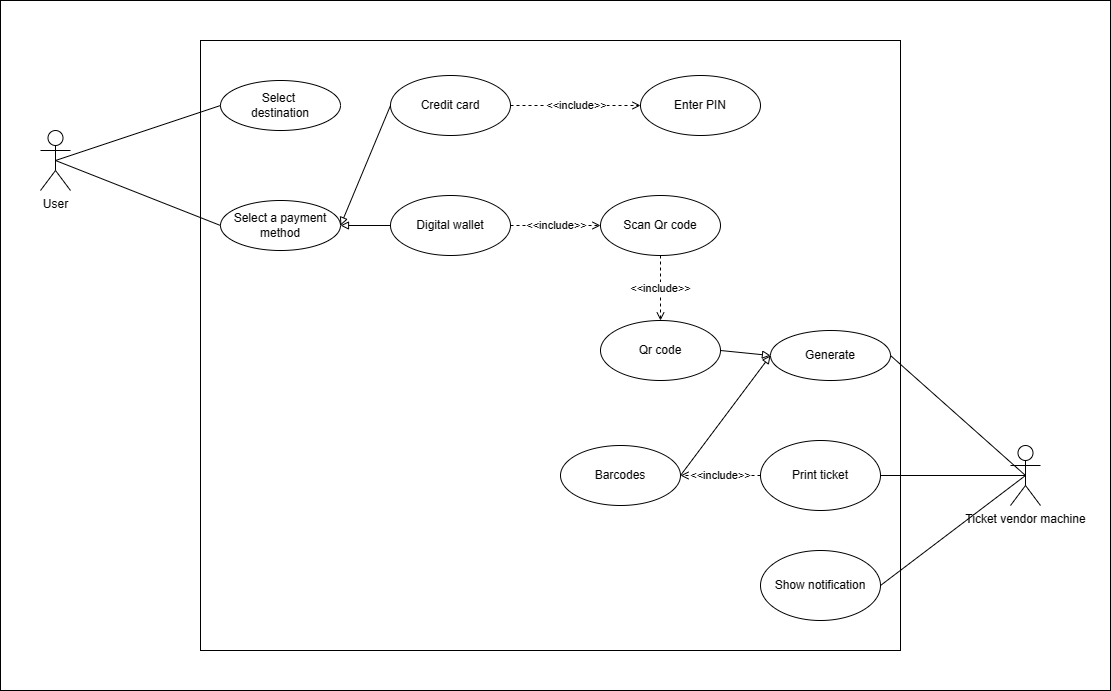 Select
destination
Credit card
<<include>>
Enter PIN
User
Select a payment
method
Digital wallet
<<include>>
Scan Qr code
<<include>>
Qr code
Generate
Barcodes
<<include>>
Print ticket
Ticket vendor machine
Show notification